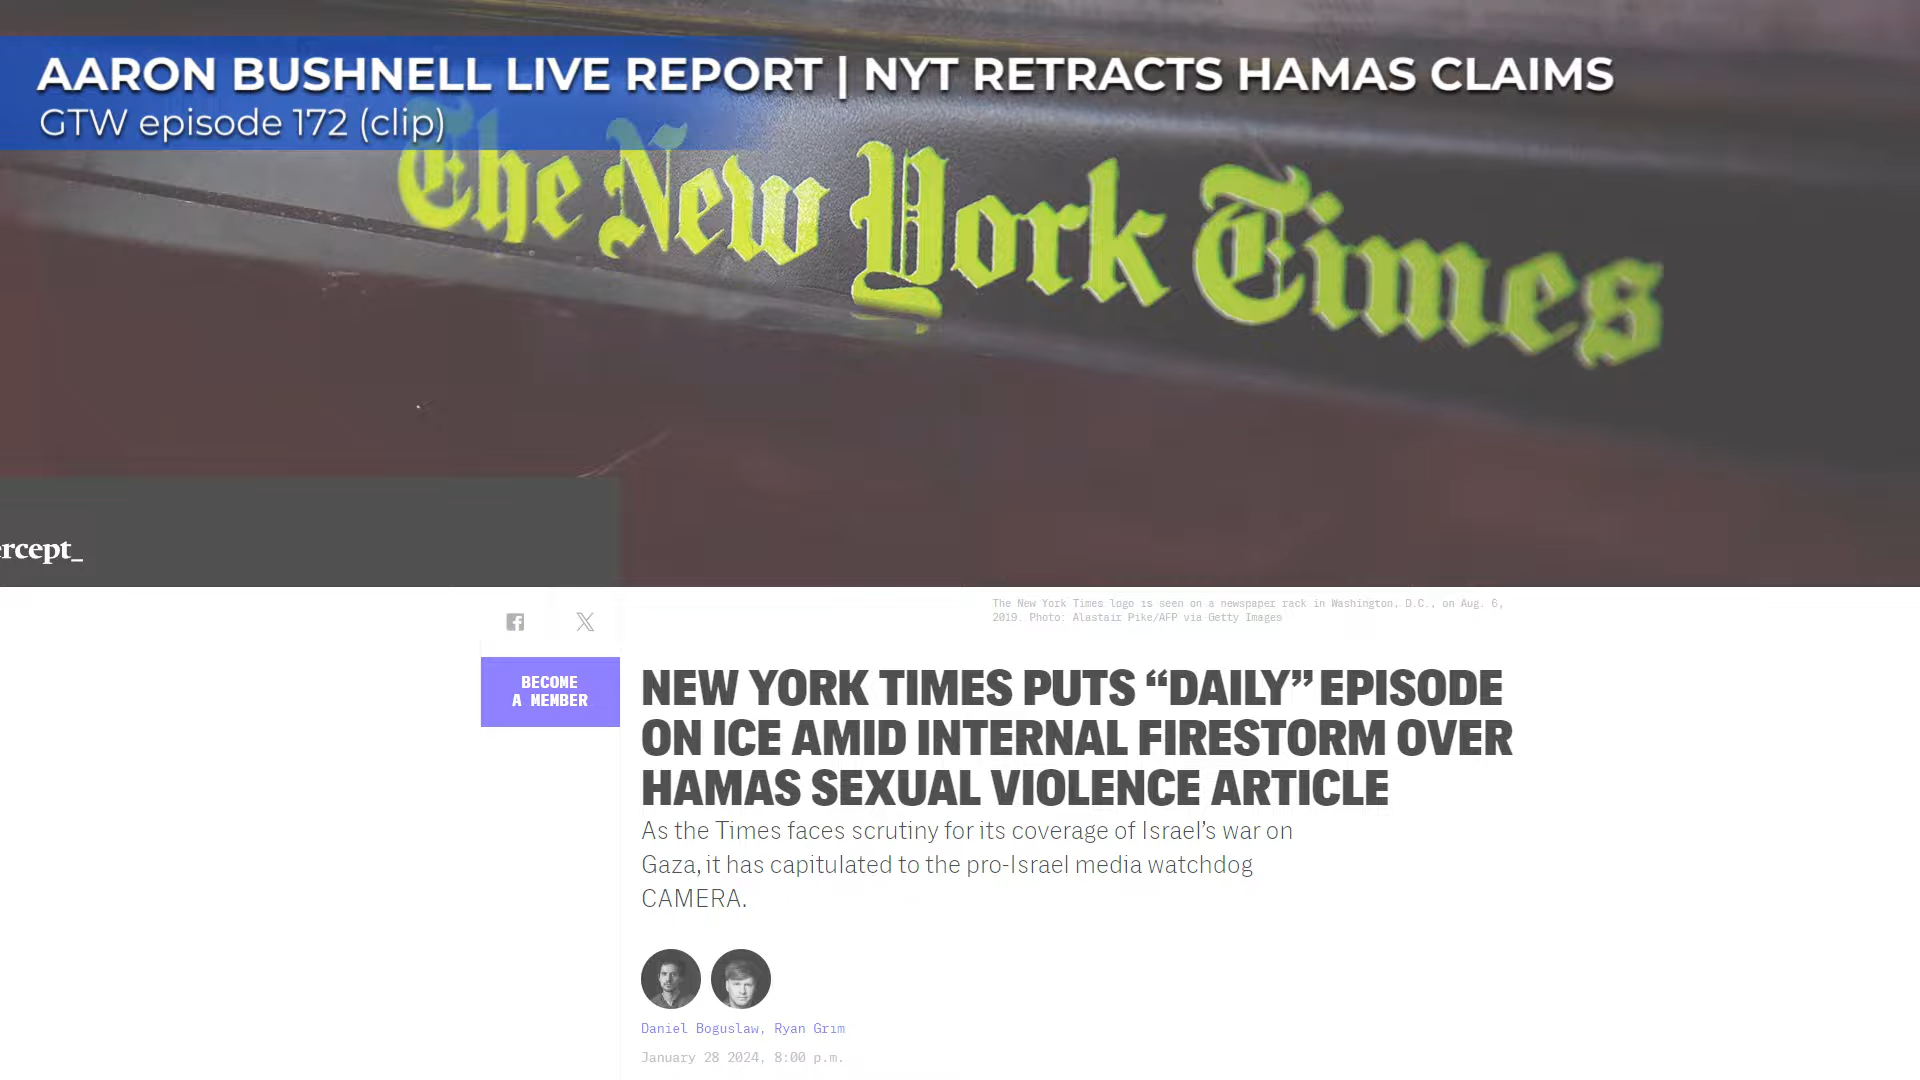 AARON BUSHNELL LIVE REPORT | NYT RETRACTS HAMAS CLAIMS
GTW episode 172 (clip)
The New York Times
ercept_
The New York Times logo is seen on a newspaper rack in Washington, D.C., on Aug. 6,
2019. Photo: Alastair Pike/AFP via Getty Images
BECOME
A MEMBER
NEW YORK TIMES PUTS “DAILY” EPISODE
ON ICE AMID INTERNAL FIRESTORM OVER
HAMAS SEXUAL VIOLENCE ARTICLE
As the Times faces scrutiny for its coverage of Israel’s war on
Gaza, it has capitulated to the pro-Israel media watchdog
CAMERA.
Daniel Boguslaw, Ryan Grim
January 28 2024, 8:00 p.m.